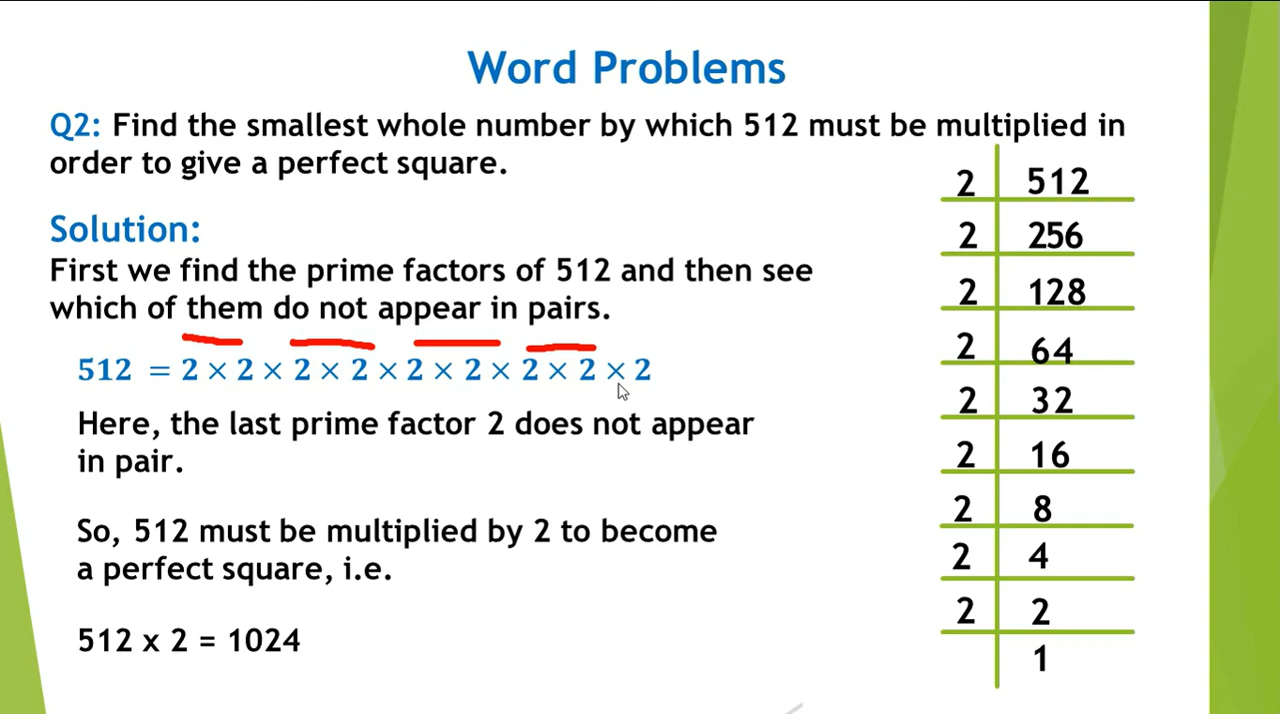 Word Problems
Q2: Find the smallest whole number by which 512 must be multiplied in
order to give a perfect square.
Solution:
First we find the prime factors of 512 and then see
which of them do not appear in pairs.
512 = 2 × 2 × 2 × 2 × 2 × 2 × 2 × 2 × 2
Here, the last prime factor 2 does not appear
in pair.
So, 512 must be multiplied by 2 to become
a perfect square, i.e.
512 x 2 = 1024
2 512
2 256
2 128
2 64
2 32
2 16
2 8
2 4
2 2
1